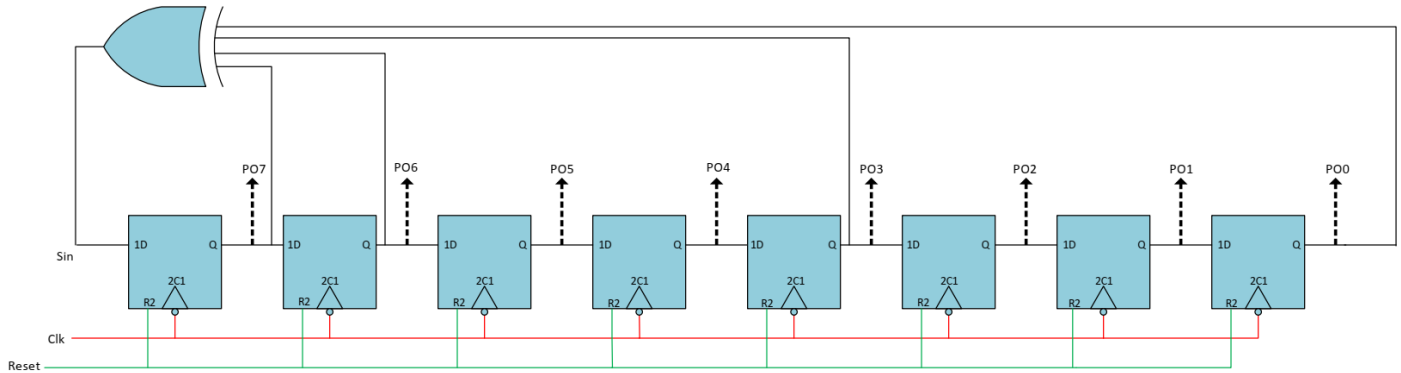 PO7 PO6 PO5 PO4 PO3 PO2 PO1 PO0
1D Q 1D Q 1D Q 1D Q 1D Q 1D Q 1D Q 1D Q
Sin
2C1 2C1 2C1 2C1 2C1 2C1 2C1 2C1
R2 R2 R2 R2 R2 R2 R2 R2
Clk
Reset